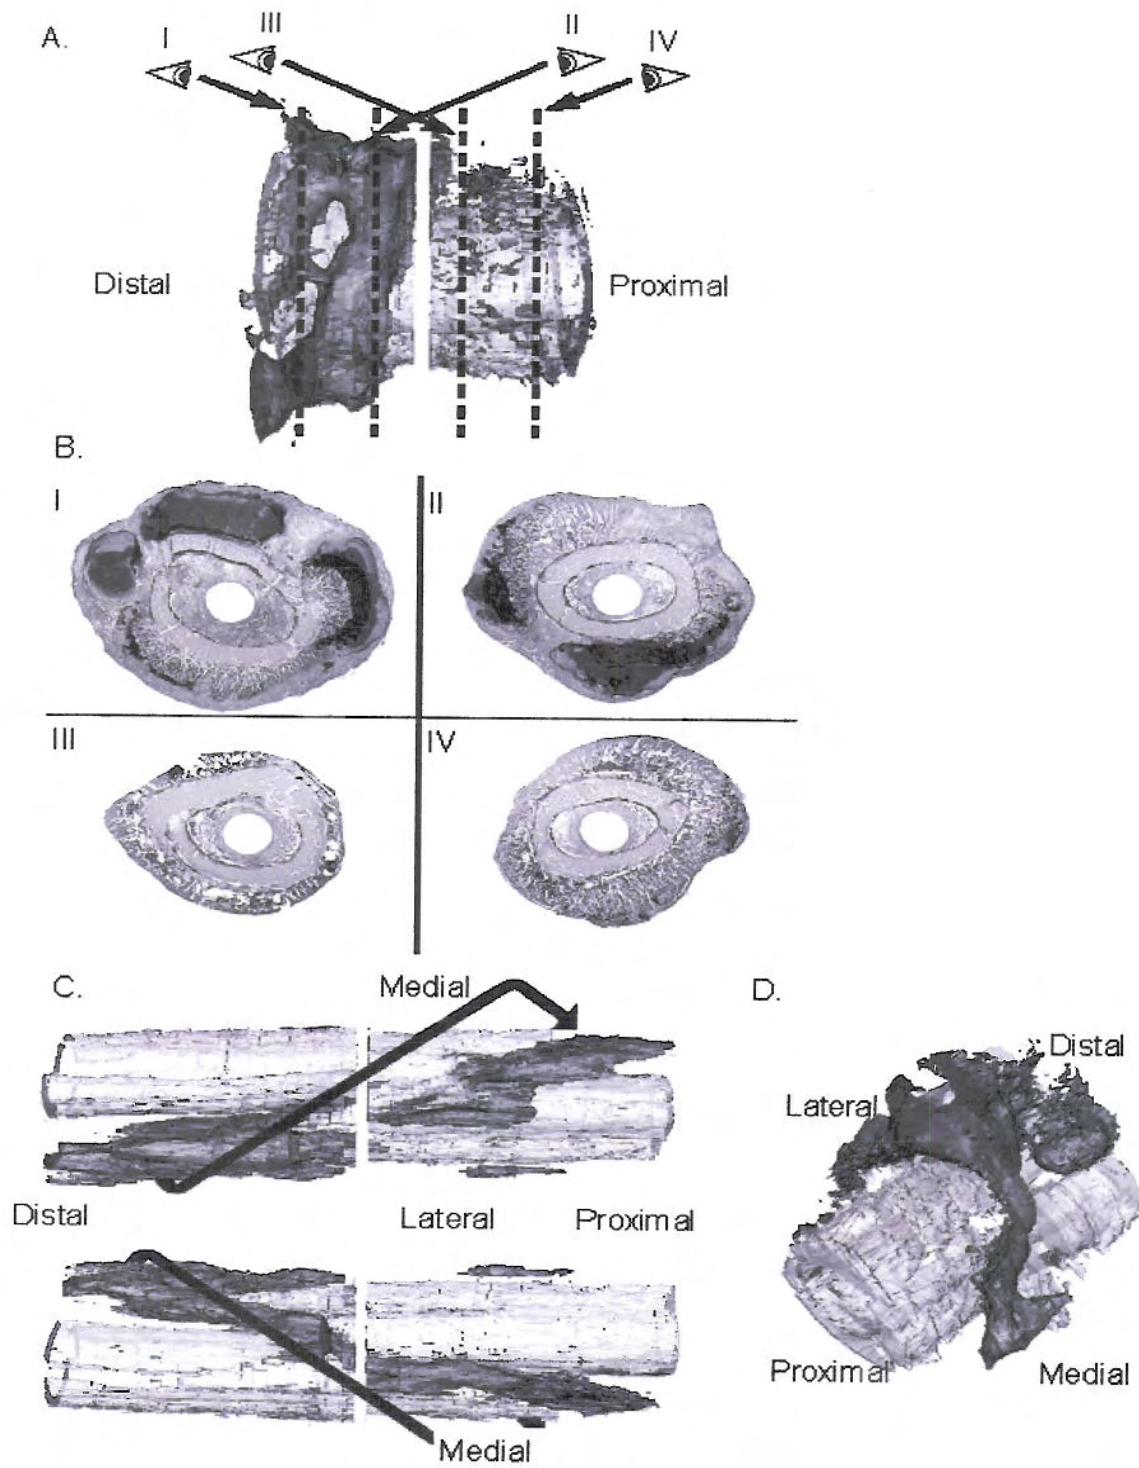 A.
I
III
II
IV
Distal
Proximal
B.
I
II
III
IV
C.
Medial
D.
Distal
Lateral
Distal
Lateral
Proximal
Proximal
Medial
Medial